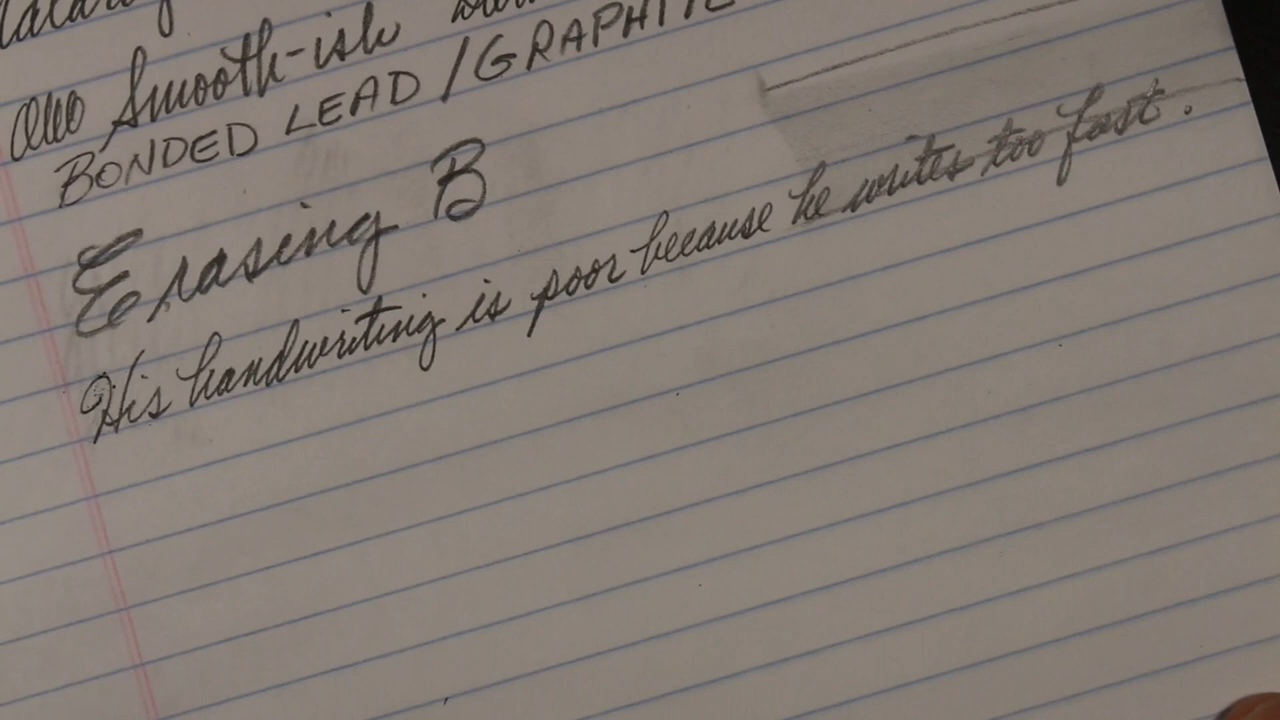 Smooth-ish
BONDED LEAD / GRAPHITE
Erasing B
His handwriting is poor because he writes too fast.